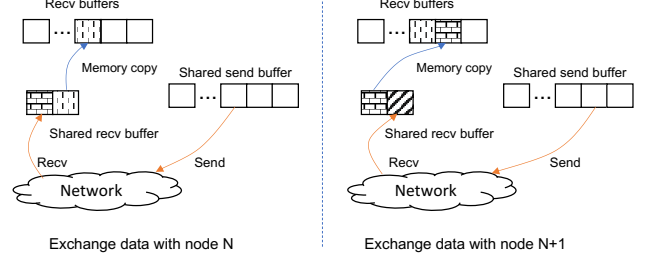 Recv buffers
...
Memory copy
Shared send buffer
...
Shared recv buffer
Recv
Send
Network
Exchange data with node N
Recv buffers
...
Memory copy
Shared send buffer
...
Shared recv buffer
Recv
Send
Network
Exchange data with node N+1